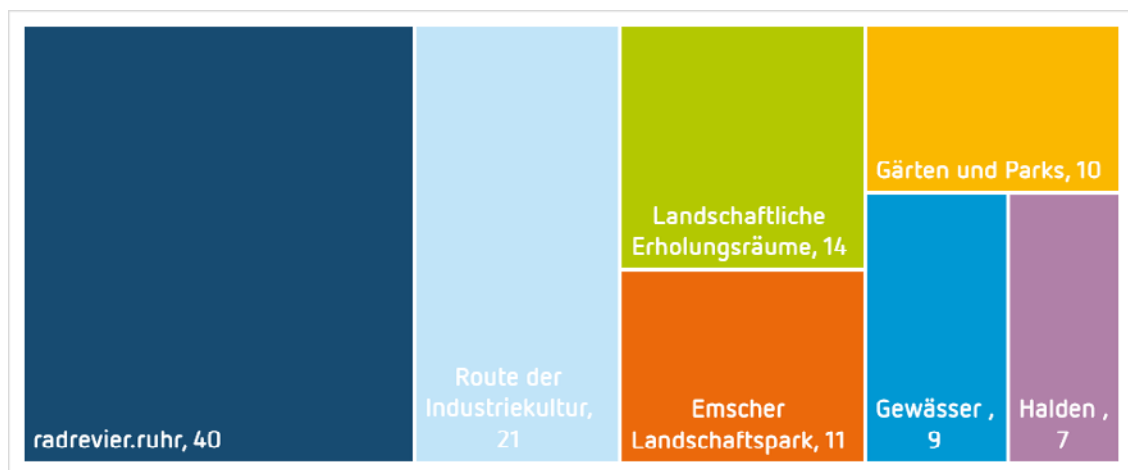 radrevier.ruhr, 40
Route der
Industriekultur,
21
Landschaftliche
Erholungsräume, 14
Emscher
Landschaftspark, 11
Gärten und Parks, 10
Gewässer ,
9
Halden ,
7